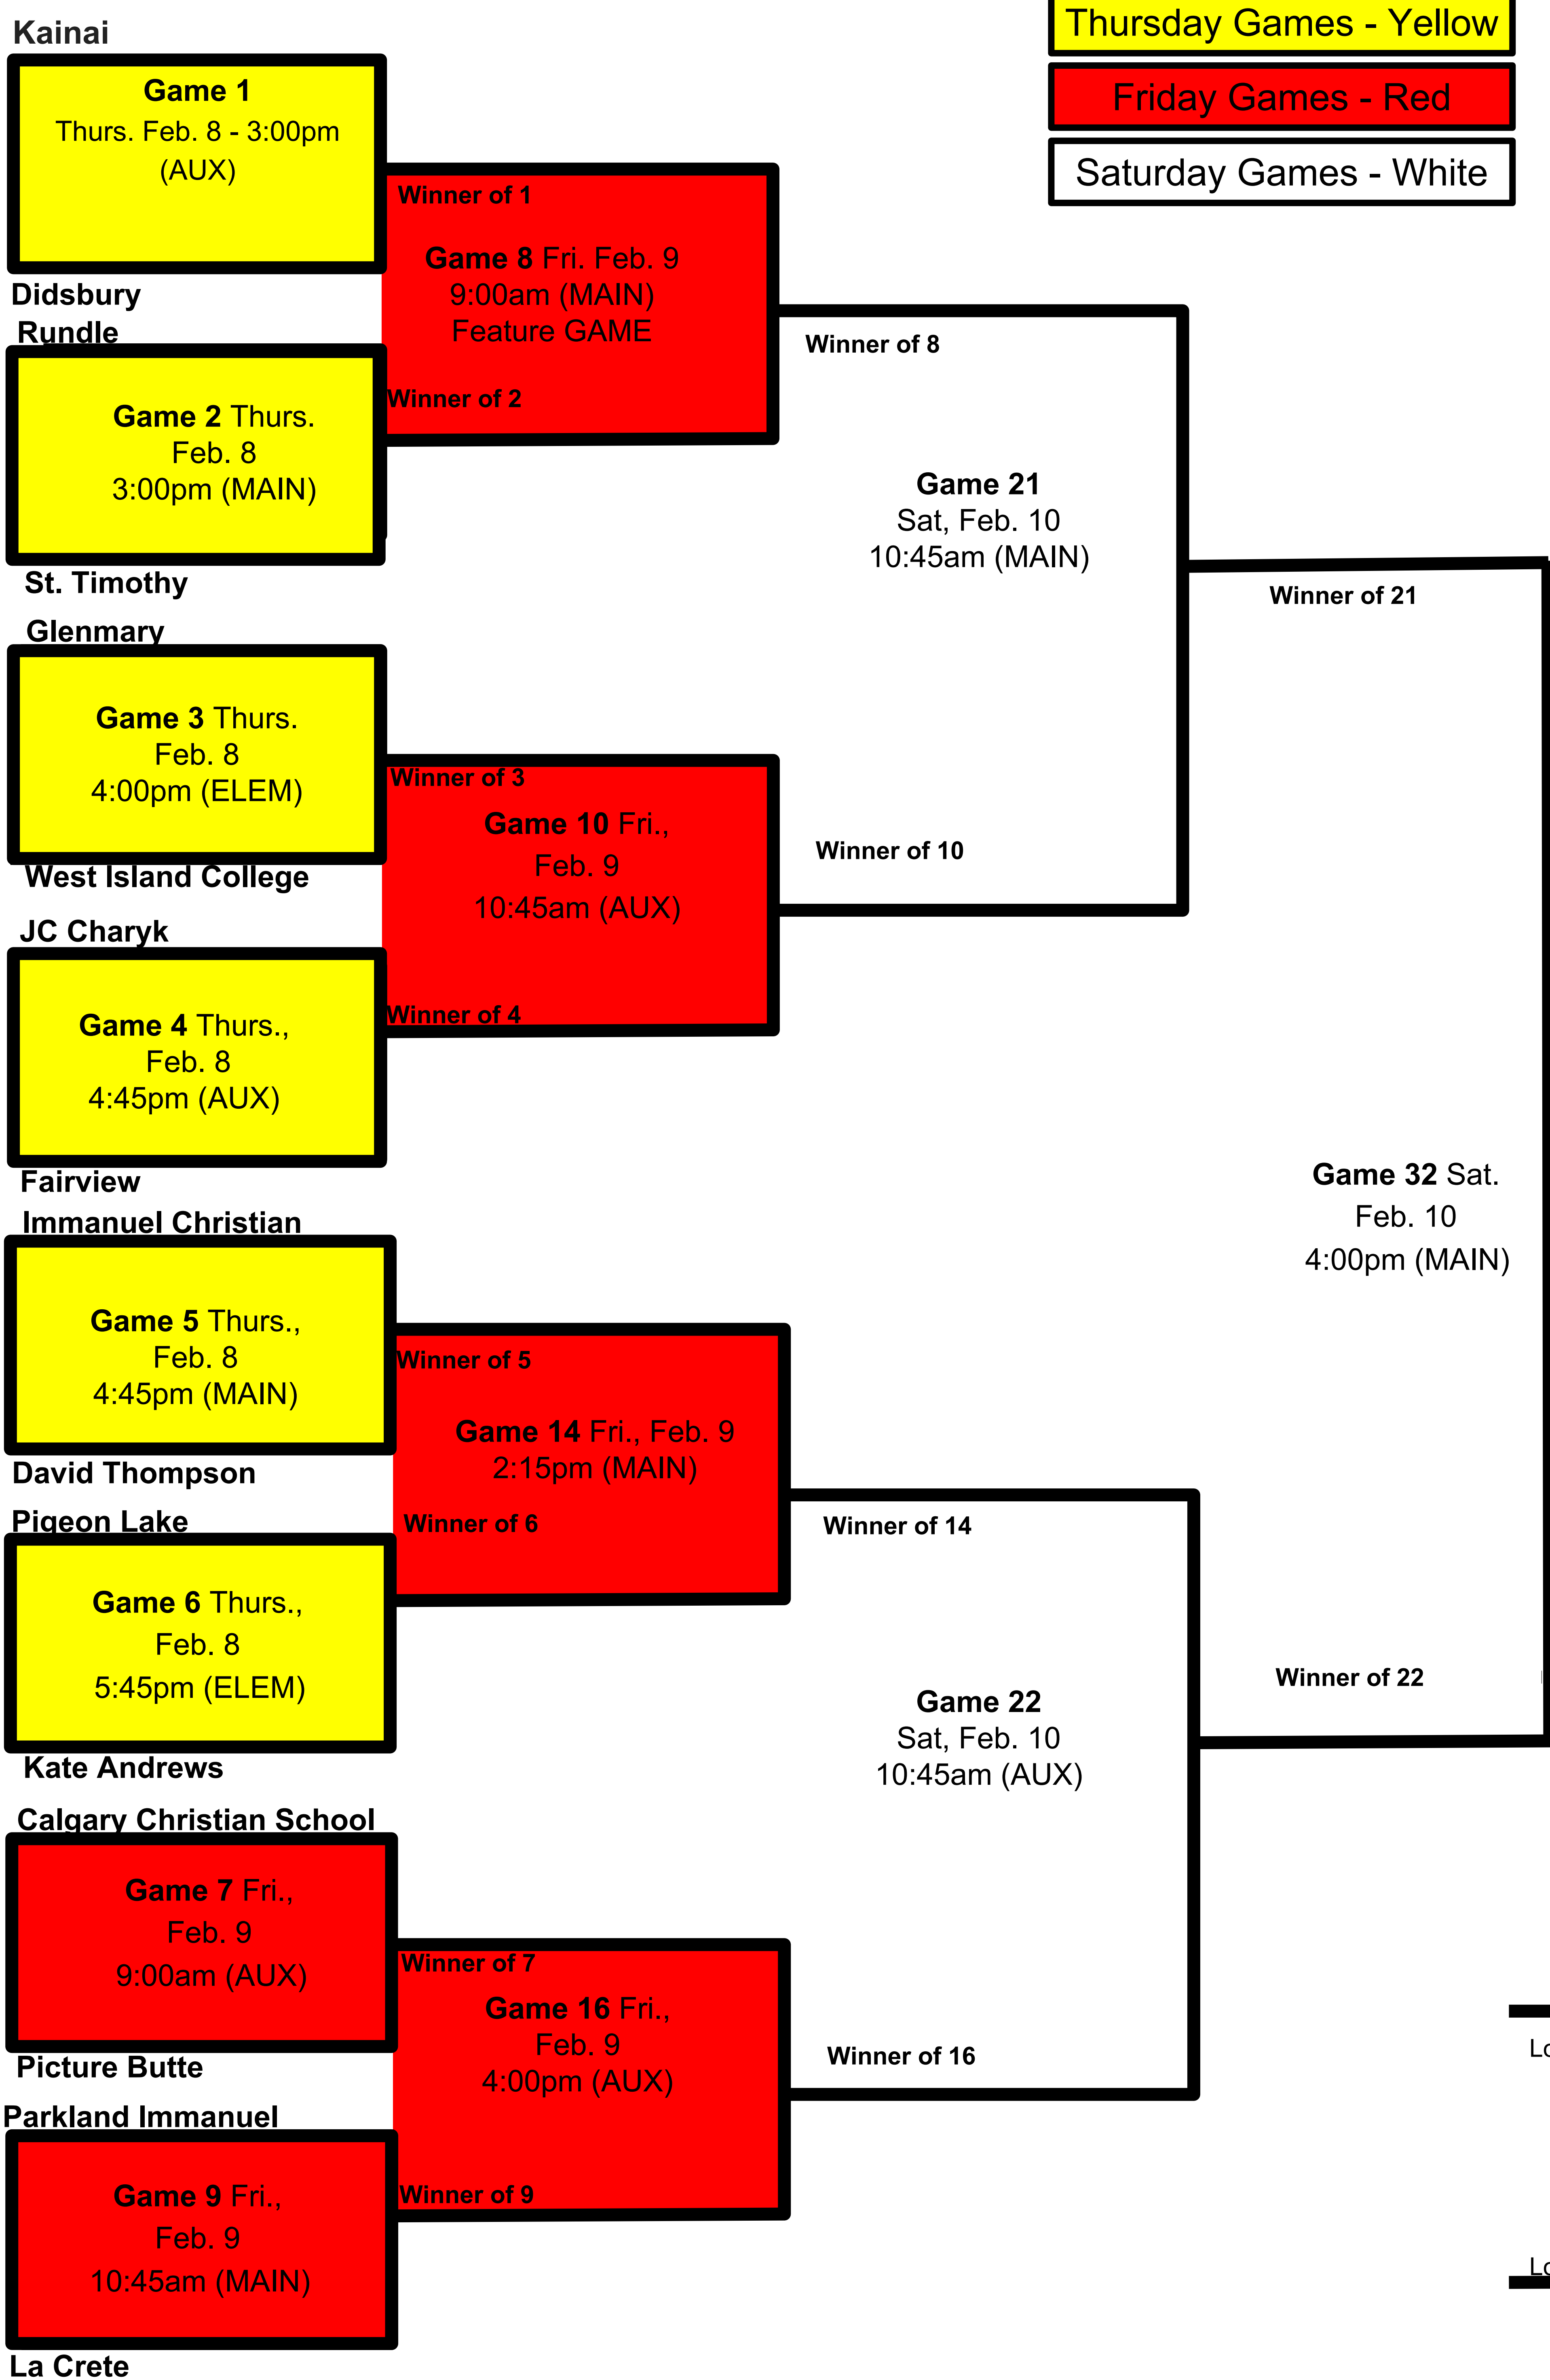 Kainai
Thursday Games - Yellow
Friday Games - Red
Saturday Games - White
Game 1
Thurs. Feb. 8 - 3:00pm
(AUX)
Didsbury
Winner of 1
Game 8 Fri. Feb. 9
9:00am (MAIN)
Feature GAME
Winner of 2
Rundle
Game 2 Thurs.
Feb. 8
3:00pm (MAIN)
St. Timothy
Winner of 8
Game 21
Sat, Feb. 10
10:45am (MAIN)
Winner of 10
Winner of 21
Glenmary
Game 3 Thurs.
Feb. 8
4:00pm (ELEM)
West Island College
Winner of 3
Game 10 Fri.,
Feb. 9
10:45am (AUX)
Winner of 4
JC Charyk
Game 4 Thurs.,
Feb. 8
4:45pm (AUX)
Fairview
Game 32 Sat.
Feb. 10
4:00pm (MAIN)
Immanuel Christian
Game 5 Thurs.,
Feb. 8
4:45pm (MAIN)
David Thompson
Winner of 5
Game 14 Fri., Feb. 9
2:15pm (MAIN)
Winner of 6
Pigeon Lake
Game 6 Thurs.,
Feb. 8
5:45pm (ELEM)
Kate Andrews
Winner of 14
Game 22
Sat, Feb. 10
10:45am (AUX)
Winner of 16
Winner of 22
Calgary Christian School
Game 7 Fri.,
Feb. 9
9:00am (AUX)
Picture Butte
Winner of 7
Game 16 Fri.,
Feb. 9
4:00pm (AUX)
Winner of 9
Parkland Immanuel
Game 9 Fri.,
Feb. 9
10:45am (MAIN)
La Crete